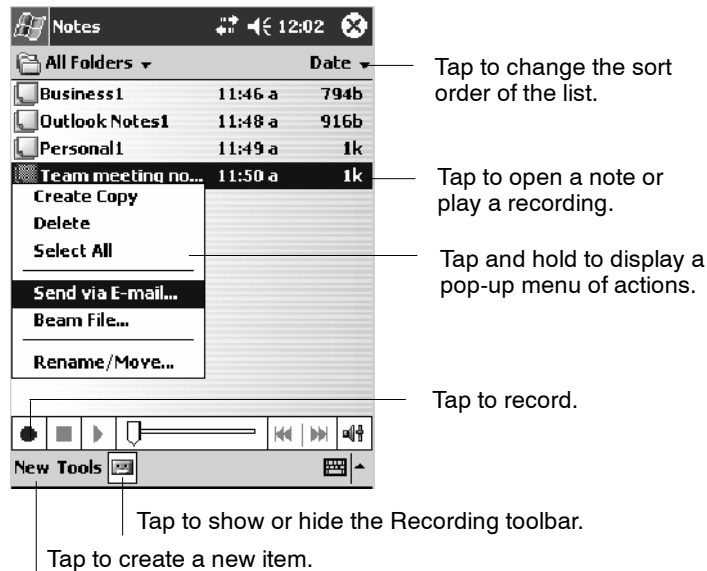 Notes 12:02
All Folders Date
Business1 11:46 a 794b
Outlook Notes1 11:48 a 916b
Personal1 11:49 a 1k
Team meeting no... 11:50 a 1k
Create Copy
Delete
Select All
Send via E-mail...
Beam File...
Rename/Move...
New Tools
Tap to change the sort
order of the list.
Tap to open a note or
play a recording.
Tap and hold to display a
pop-up menu of actions.
Tap to record.
Tap to show or hide the Recording toolbar.
Tap to create a new item.